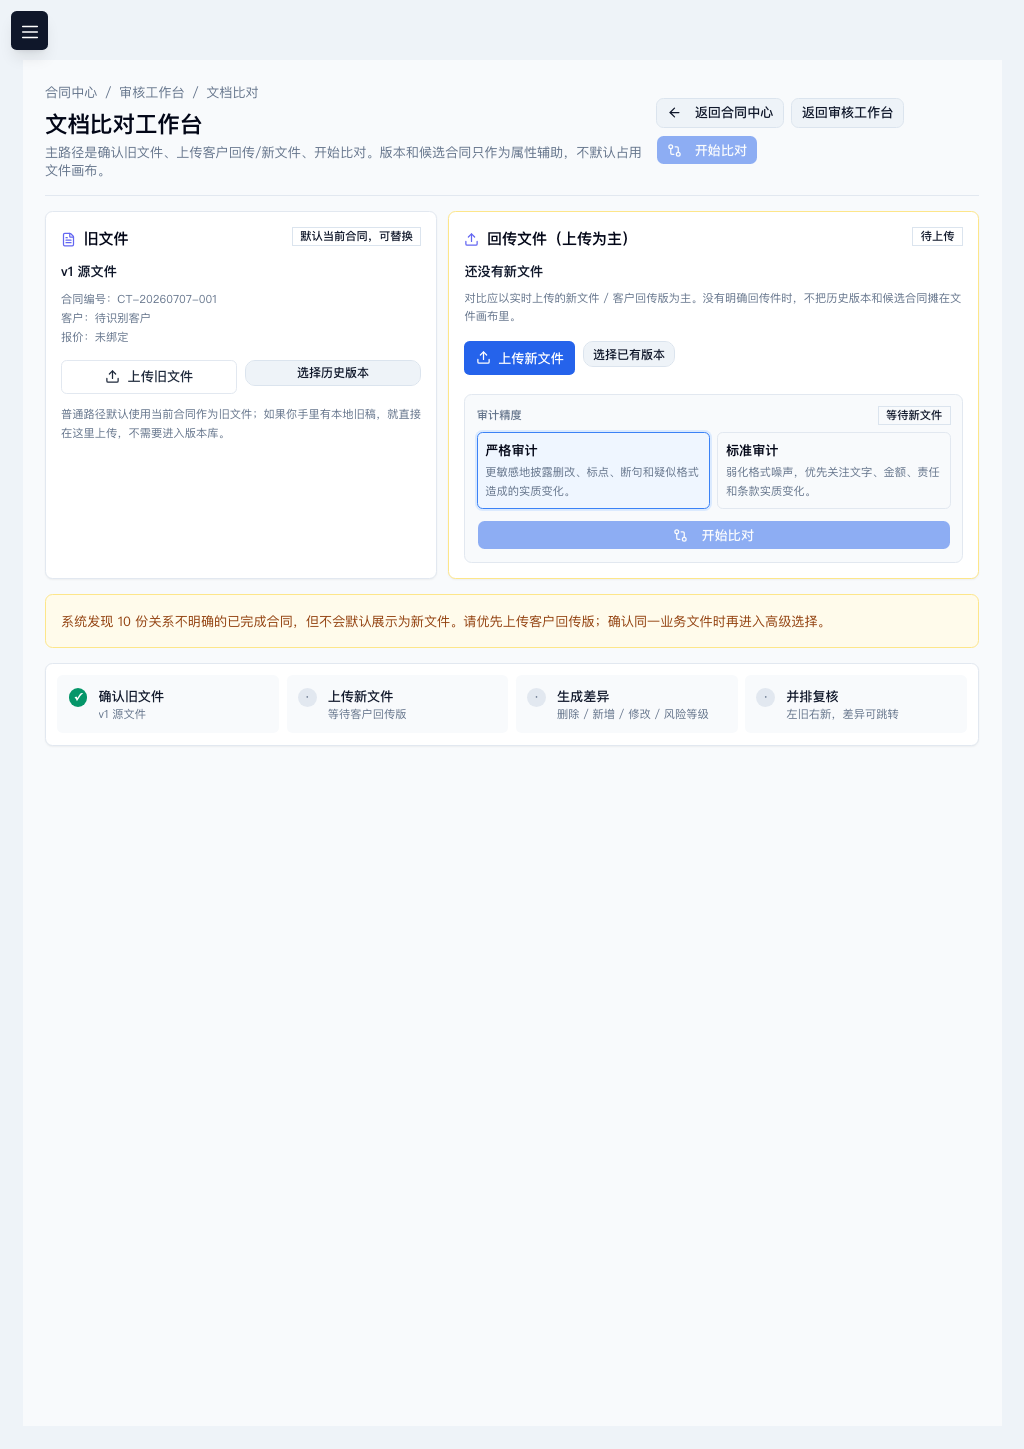 合同中心 / 审核工作台 / 文档比对
文档比对工作台
主路径是确认旧文件、上传客户回传/新文件、开始比对。版本和候选合同只作为属性辅助，不默认占用
文件画布。
返回合同中心
返回审核工作台
开始比对
旧文件
默认当前合同，可替换
v1 源文件
合同编号：CT-20260707-001
客户：待识别客户
报价：未绑定
上传旧文件
选择历史版本
普通路径默认使用当前合同作为旧文件；如果你手里有本地旧稿，就直接
在这里上传，不需要进入版本库。
回传文件（上传为主）
待上传
还没有新文件
对比应以实时上传的新文件 / 客户回传版为主。没有明确回传件时，不把历史版本和候选合同摊在文
件画布里。
上传新文件
选择已有版本
审计精度
等待新文件
严格审计
更敏感地披露删改、标点、断句和疑似格式
造成的实质变化。
标准审计
弱化格式噪声，优先关注文字、金额、责任
和条款实质变化。
开始比对
系统发现 10 份关系不明确的已完成合同，但不会默认展示为新文件。请优先上传客户回传版；确认同一业务文件时再进入高级选择。
确认旧文件
v1 源文件
上传新文件
等待客户回传版
生成差异
删除 / 新增 / 修改 / 风险等级
并排复核
左旧右新，差异可跳转